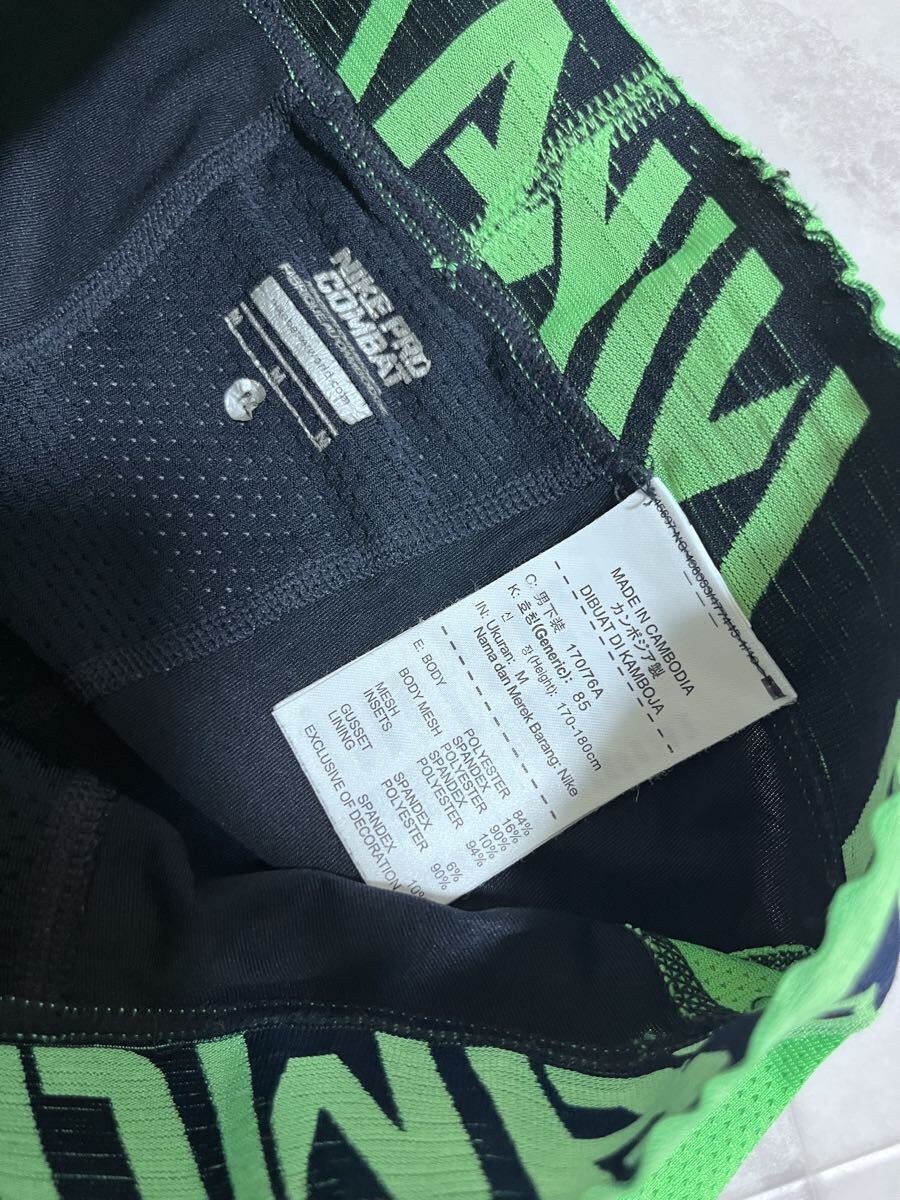 NIKE PRO
COMBAT
M
M
M
MADE IN CAMBODIA
カンボジア製
DIBUAT DI KAMBOJA
C: 男下装 170/76A
K: 호칭(Generic): 85
신 장(Height): 170-180cm
IN: Ukuran: M
Nama dan Merek Barang: Nike
E: BODY POLYESTER 84%
SPANDEX 16%
BODY MESH POLYESTER 90%
SPANDEX 10%
MESH INSETS POLYESTER 94%
SPANDEX 6%
GUSSET LINING POLYESTER 90%
SPANDEX 10%
EXCLUSIVE OF DECORATION